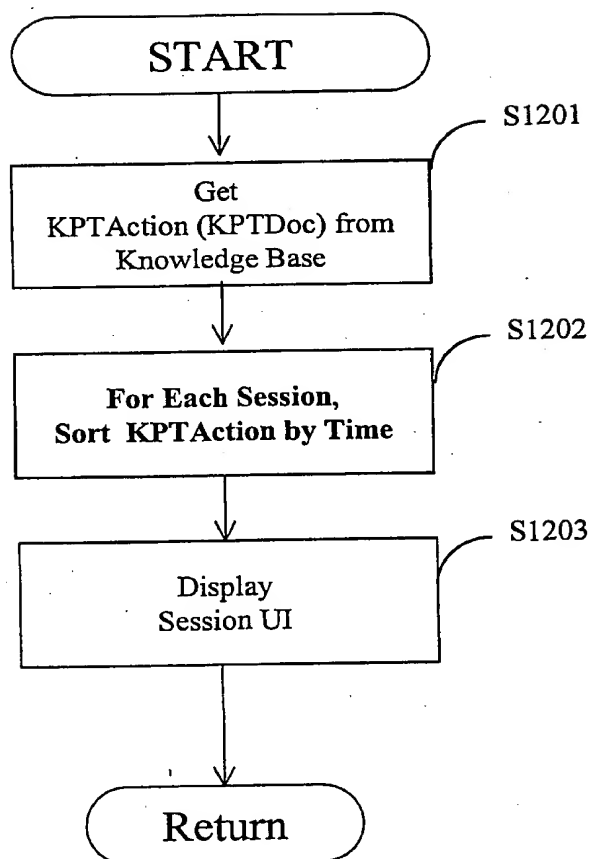 START
S1201
Get
KPTAction (KPTDoc) from
Knowledge Base
S1202
For Each Session,
Sort KPTAction by Time
S1203
Display
Session UI
Return